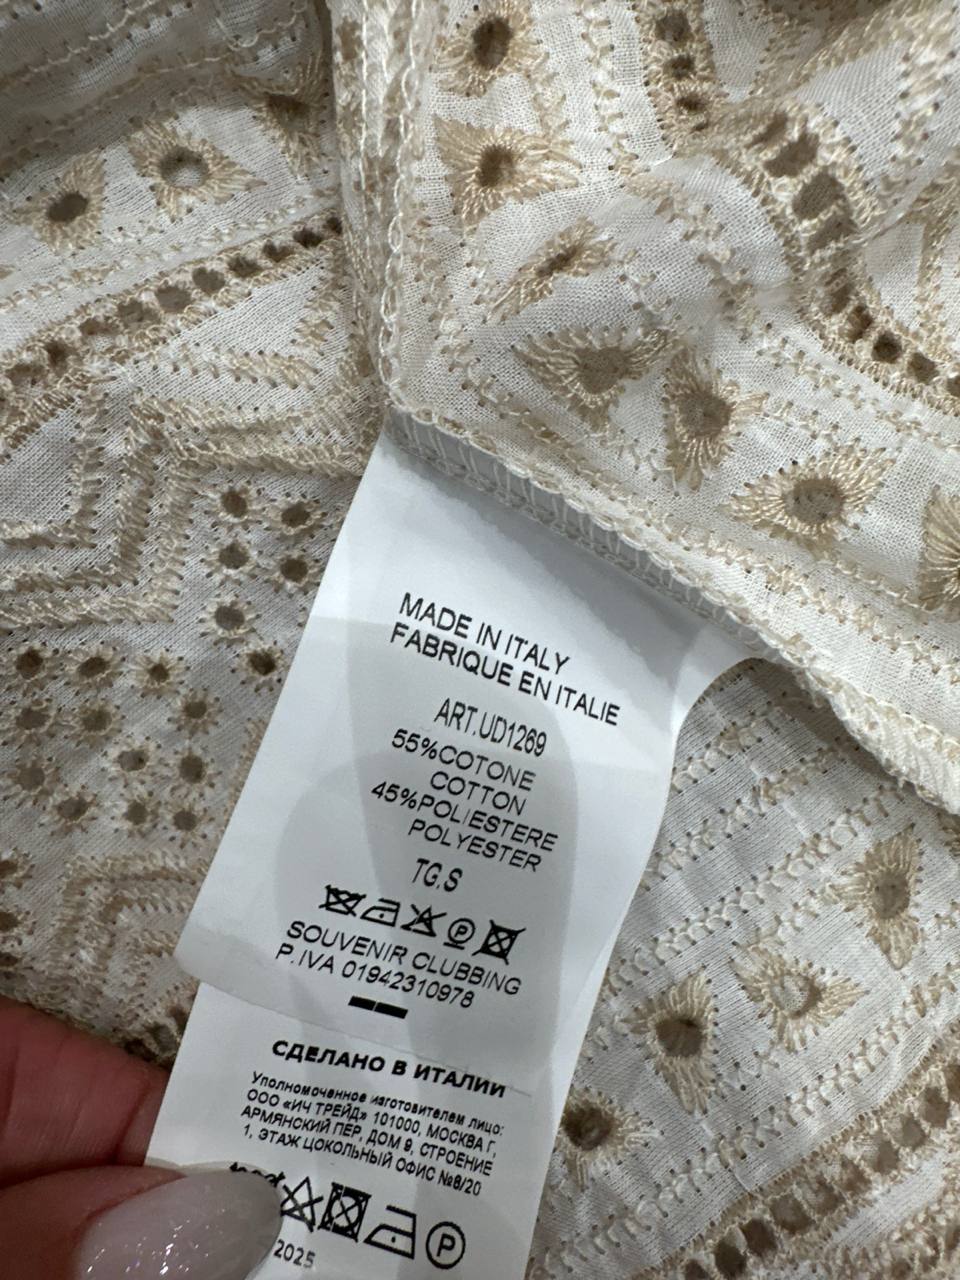 MADE IN ITALY
FABRIQUE EN ITALIE
ART.UD1269
55%COTONE
COTTON
45%POLIESTERE
POLYESTER
TG.S
P
SOUVENIR CLUBBING
P.IVA 01942310978
СДЕЛАНО В ИТАЛИИ
Уполномоченное изготовителем лицо:
ООО «ИЧ ТРЕЙД» 101000, МОСКВА Г,
АРМЯНСКИЙ ПЕР, ДОМ 9, СТРОЕНИЕ
1, ЭТАЖ ЦОКОЛЬНЫЙ ОФИС №8/20
P
2025